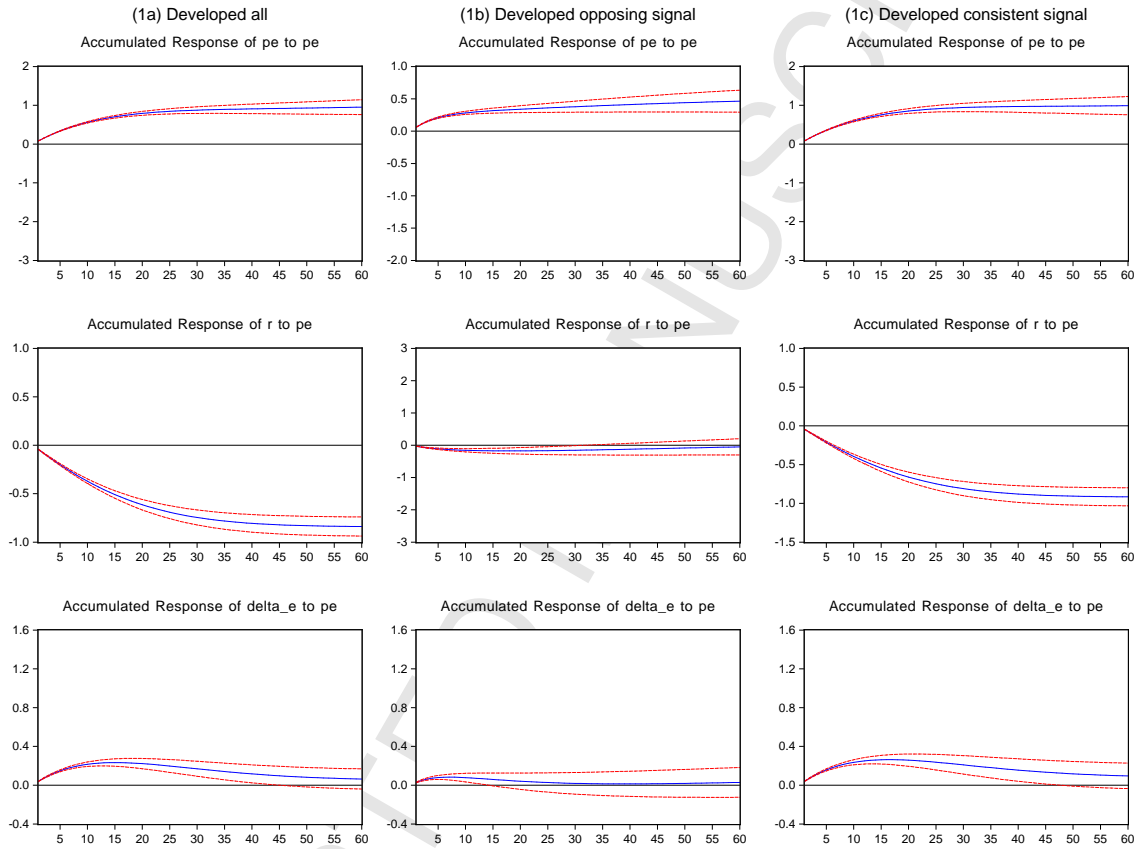 (1a) Developed all (1b) Developed opposing signal (1c) Developed consistent signal
Accumulated Response of pe to pe Accumulated Response of pe to pe Accumulated Response of pe to pe
2 1.0 2
1 0.5 1
0 0.0 0
-1 -0.5 -1
-1.0
-2 -1.5 -2
-3 -2.0 -3
5 10 15 20 25 30 35 40 45 50 55 60 5 10 15 20 25 30 35 40 45 50 55 60 5 10 15 20 25 30 35 40 45 50 55 60
Accumulated Response of r to pe Accumulated Response of r to pe Accumulated Response of r to pe
1.0 3 1.0
0.5 2 0.5
1
0.0 0 0.0
-0.5 -1 -0.5
-2 -1.0
-1.0 -3 -1.5
5 10 15 20 25 30 35 40 45 50 55 60 5 10 15 20 25 30 35 40 45 50 55 60 5 10 15 20 25 30 35 40 45 50 55 60
Accumulated Response of delta_e to pe Accumulated Response of delta_e to pe Accumulated Response of delta_e to pe
1.6 1.6 1.6
1.2 1.2 1.2
0.8 0.8 0.8
0.4 0.4 0.4
0.0 0.0 0.0
-0.4 -0.4 -0.4
5 10 15 20 25 30 35 40 45 50 55 60 5 10 15 20 25 30 35 40 45 50 55 60 5 10 15 20 25 30 35 40 45 50 55 60